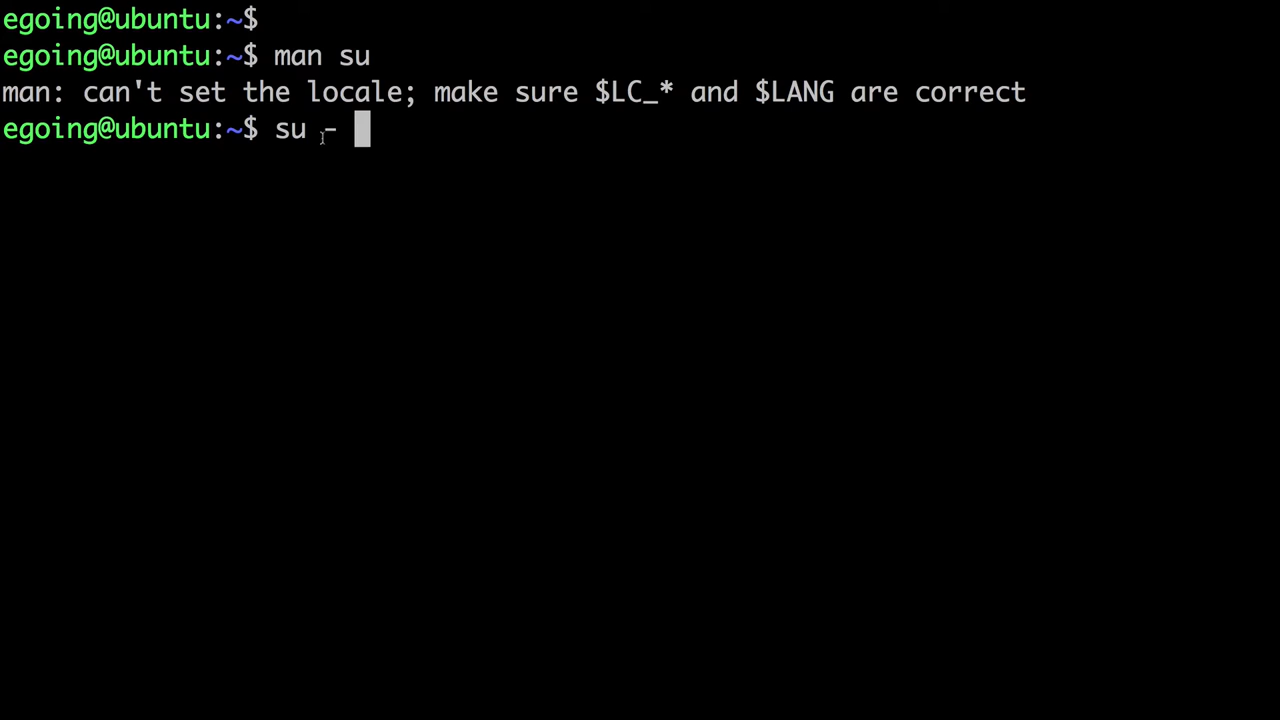 egoing@ubuntu:~$
egoing@ubuntu:~$ man su
man: can't set the locale; make sure $LC_* and $LANG are correct
egoing@ubuntu:~$ su -